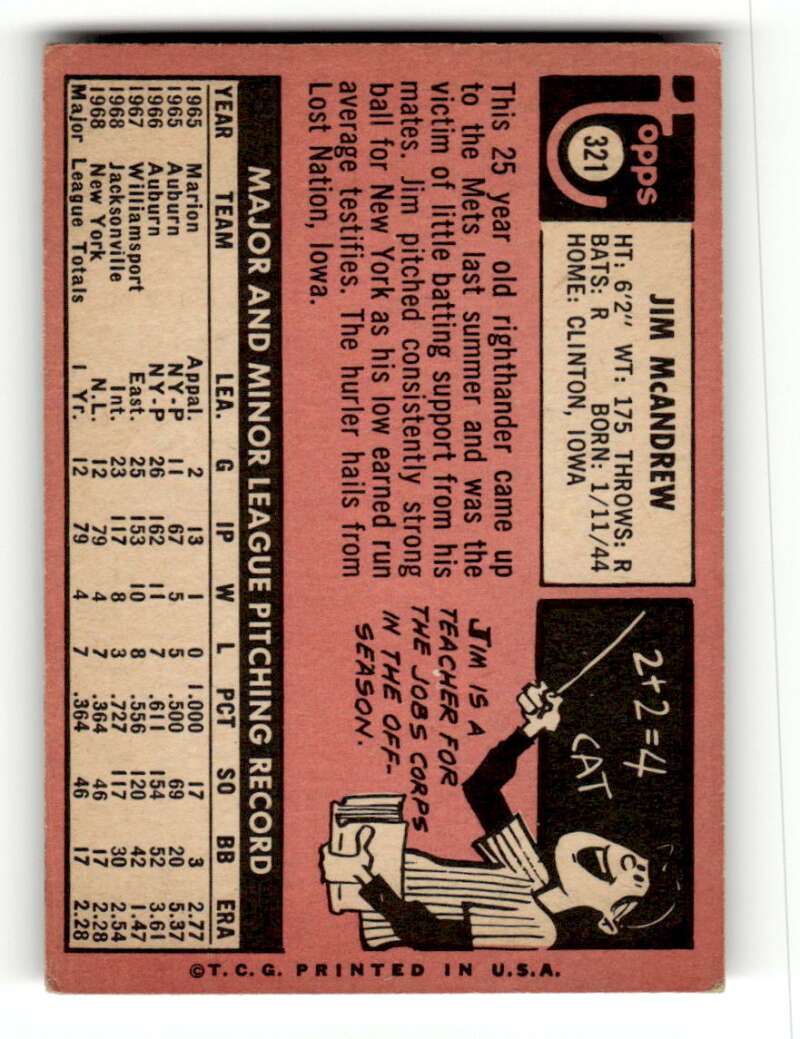 Topps
321
JIM McANDREW
HT: 6'2" WT: 175 THROWS: R
BATS: R BORN: 1/11/44
HOME: CLINTON, IOWA
This 25 year old righthander came up
to the Mets last summer and was the
victim of little batting support from his
mates. Jim pitched consistently strong
ball for New York as his low earned run
average testifies. The hurler hails from
Lost Nation, Iowa.
2+2=4
CAT
JIM IS A
TEACHER FOR
THE JOBS CORPS
IN THE OFF-
SEASON.
MAJOR AND MINOR LEAGUE PITCHING RECORD
YEAR TEAM LEA. G IP W L PCT SO BB ERA
1965 Marion Appal. 2 13 1 0 1.000 17 3 2.77
1965 Auburn NY-P 11 67 5 5 .500 69 20 5.37
1966 Auburn NY-P 26 162 11 7 .611 154 52 3.61
1967 Williamsport East. 25 153 10 8 .556 120 42 1.47
1968 Jacksonville Int. 23 117 8 3 .727 117 30 2.54
1968 New York N.L. 12 79 4 7 .364 46 17 2.28
Major League Totals 1 Yr. 12 79 4 7 .364 46 17 2.28
©T.C.G. PRINTED IN U.S.A.